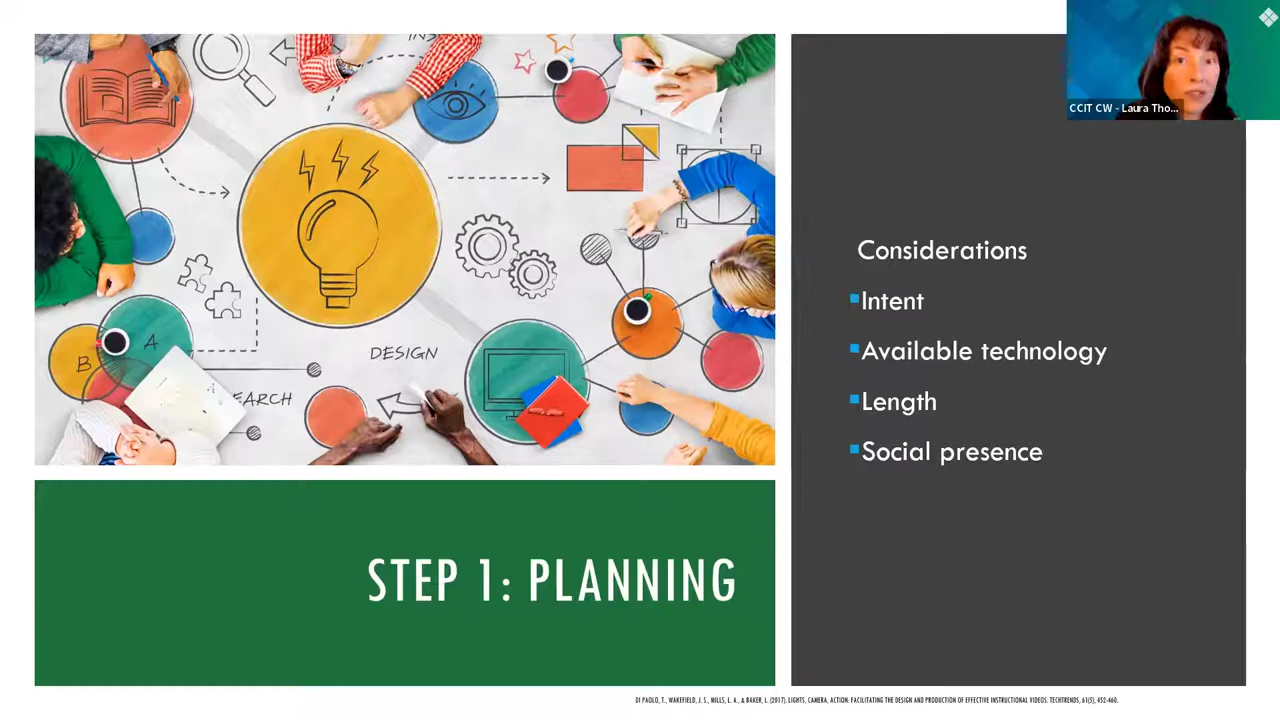 CCIT CW - Laura Tho...
DESIGN
A
B
EARCH
Considerations
Intent
Available technology
Length
Social presence
STEP 1: PLANNING
DI PAOLO, T., WAKEFIELD, J. S., MILLS, L. A., & BAKER, L. (2017). LIGHTS, CAMERA, ACTION: FACILITATING THE DESIGN AND PRODUCTION OF EFFECTIVE INSTRUCTIONAL VIDEOS. TECHTRENDS, 61(5), 452-460.